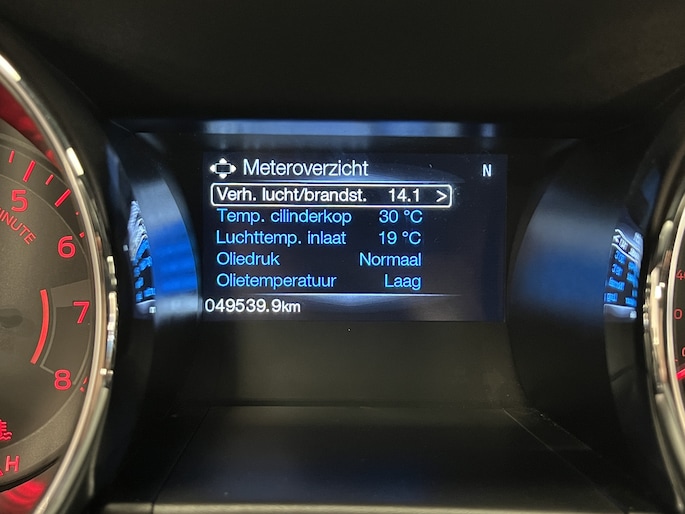 Meteroverzicht N
Verh. lucht/brandst. 14.1 >
Temp. cilinderkop 30 °C
Luchttemp. inlaat 19 °C
Oliedruk Normaal
Olietemperatuur Laag
049539.9km
5
6
7
8
H